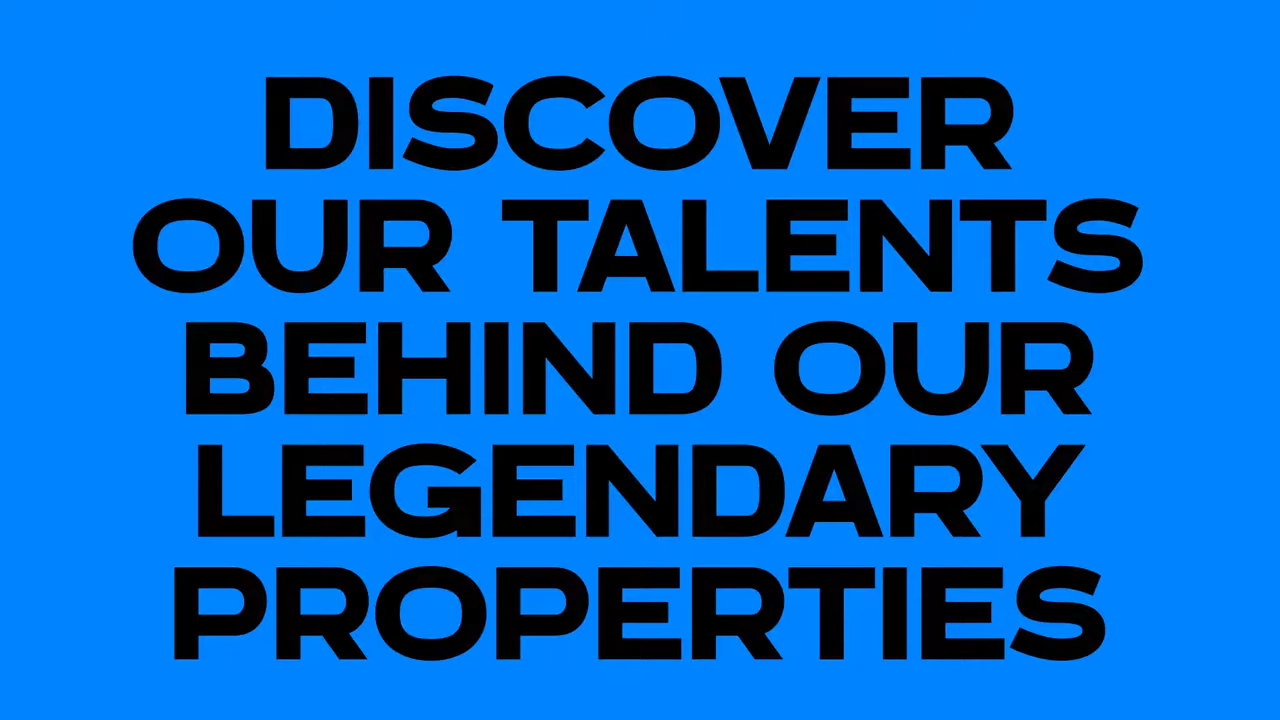 DISCOVER
OUR TALENTS
BEHIND OUR
LEGENDARY
PROPERTIES